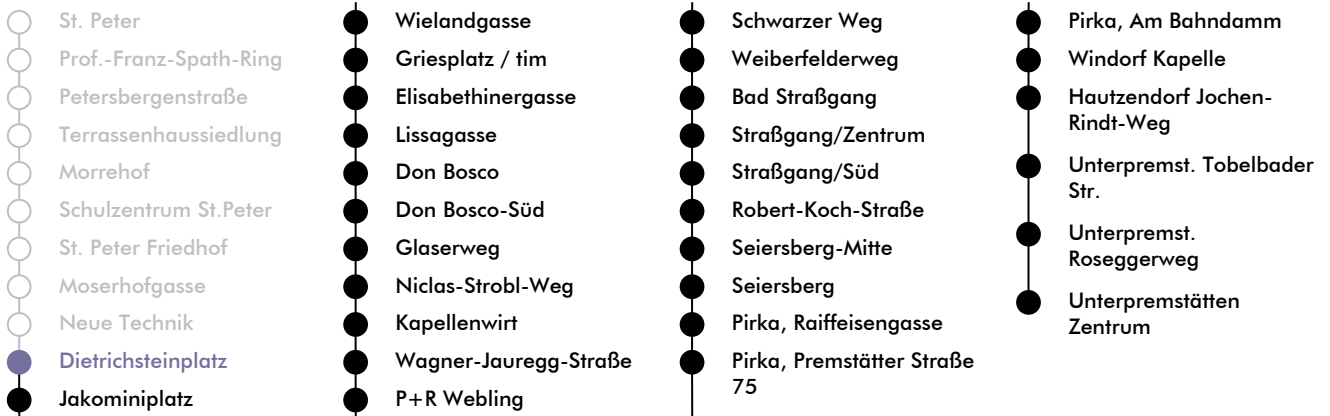 St. Peter
Prof.-Franz-Spath-Ring
Petersbergenstraße
Terrassenhaussiedlung
Morrehof
Schulzentrum St.Peter
St. Peter Friedhof
Moserhofgasse
Neue Technik
Dietrichsteinplatz
Jakominiplatz
Wielandgasse
Griesplatz / tim
Elisabethinergasse
Lissagasse
Don Bosco
Don Bosco-Süd
Glaserweg
Niclas-Strobl-Weg
Kapellenwirt
Wagner-Jauregg-Straße
P+R Webling
Schwarzer Weg
Weiberfelderweg
Bad Straßgang
Straßgang/Zentrum
Straßgang/Süd
Robert-Koch-Straße
Seiersberg-Mitte
Seiersberg
Pirka, Raiffeisengasse
Pirka, Premstätter Straße
75
Pirka, Am Bahndamm
Windorf Kapelle
Hautzendorf Jochen-
Rindt-Weg
Unterpremst. Tobelbader
Str.
Unterpremst.
Roseggerweg
Unterpremstätten
Zentrum